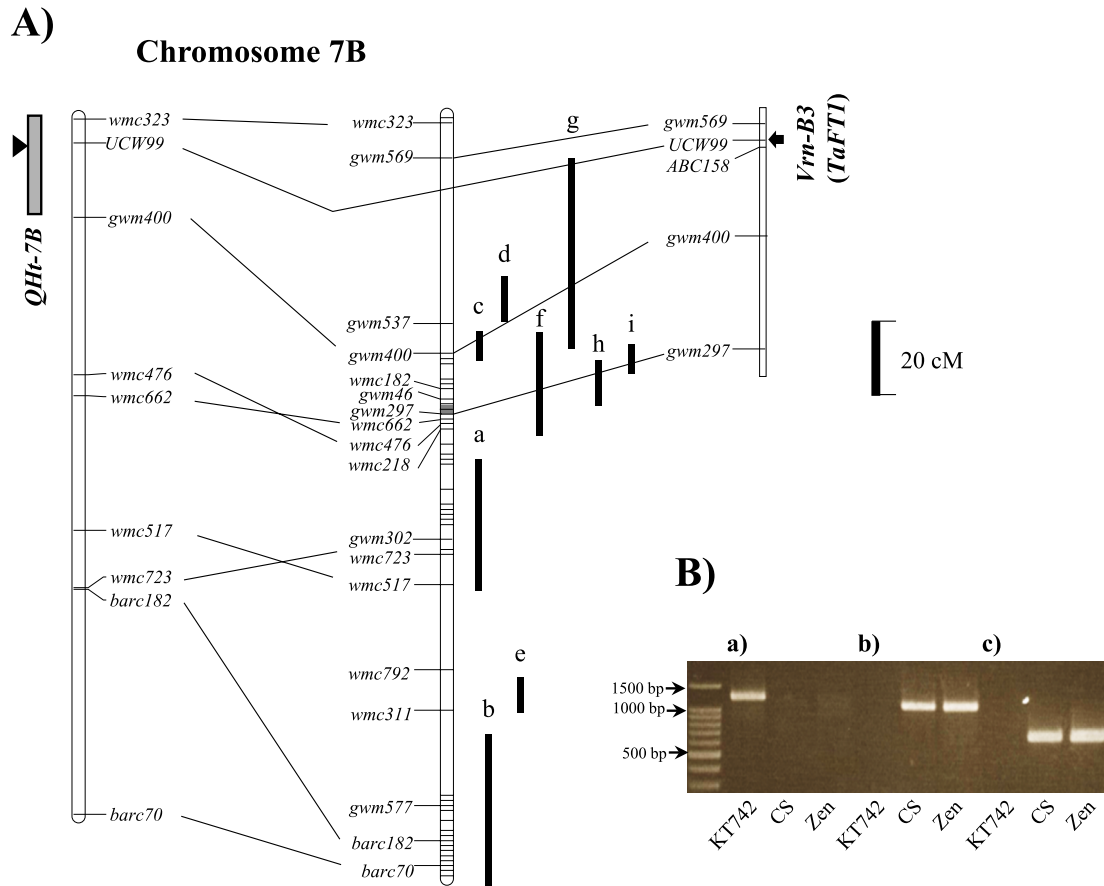 A)
Chromosome 7B
QHt-7B
wmc323
UCW99
gwm400
wmc476
wmc662
wmc517
wmc723
barc182
barc70
wmc323
gwm569
gwm537
gwm400
wmc182
gwm46
gwm297
wmc662
wmc476
wmc218
gwm302
wmc723
wmc517
wmc792
wmc311
gwm577
barc182
barc70
g
d
c
f
i
h
a
e
b
gwm569
UCW99
ABC158
gwm400
gwm297
Vrn-B3
(TaFT1)
20 cM
B)
a) b) c)
1500 bp
1000 bp
500 bp
KT742 CS Zen KT742 CS Zen KT742 CS Zen